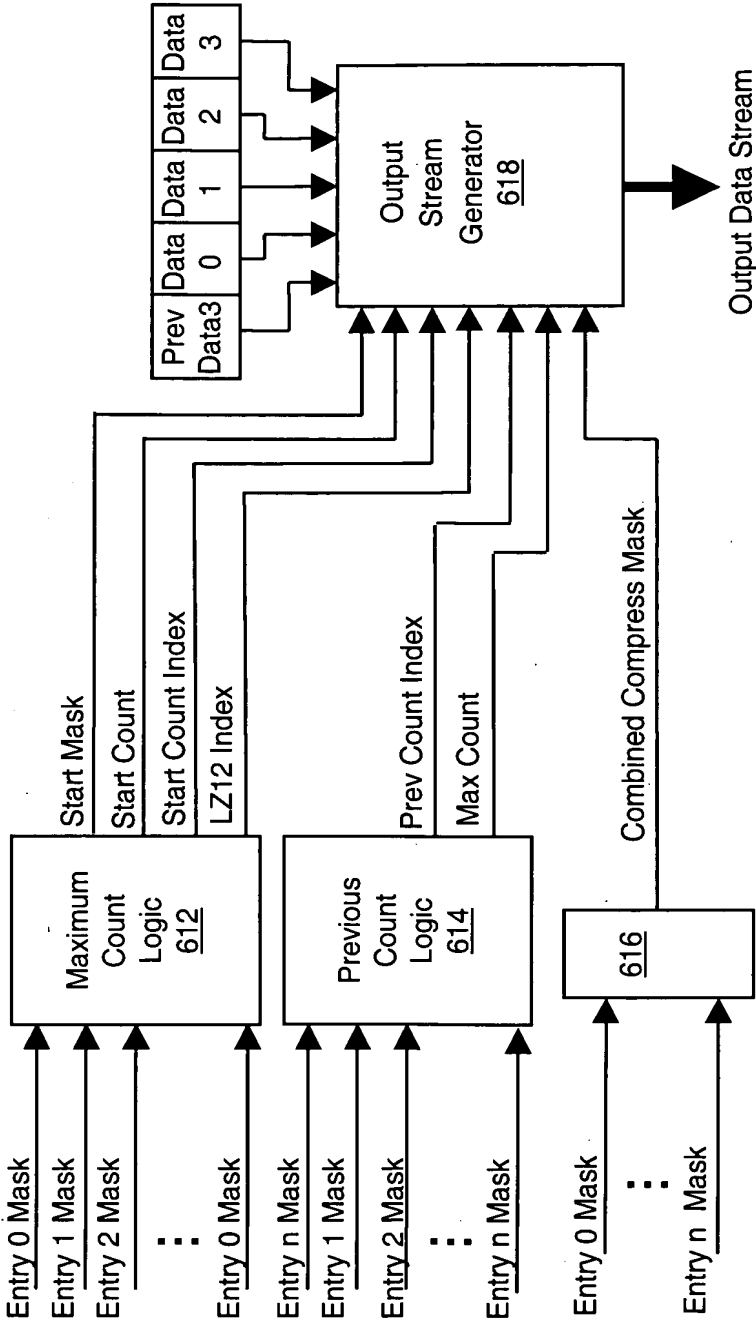 Entry 0 Mask
Entry 1 Mask
Entry 2 Mask
Entry 0 Mask
Maximum
Count
Logic
612
Start Mask
Start Count
Start Count Index
LZ12 Index
Entry n Mask
Entry 1 Mask
Entry 2 Mask
Entry n Mask
Previous
Count
Logic
614
Prev Count Index
Max Count
Entry 0 Mask
Entry n Mask
616
Combined Compress Mask
Prev
Data3
Data
0
Data
1
Data
2
Data
3
Output
Stream
Generator
618
Output Data Stream